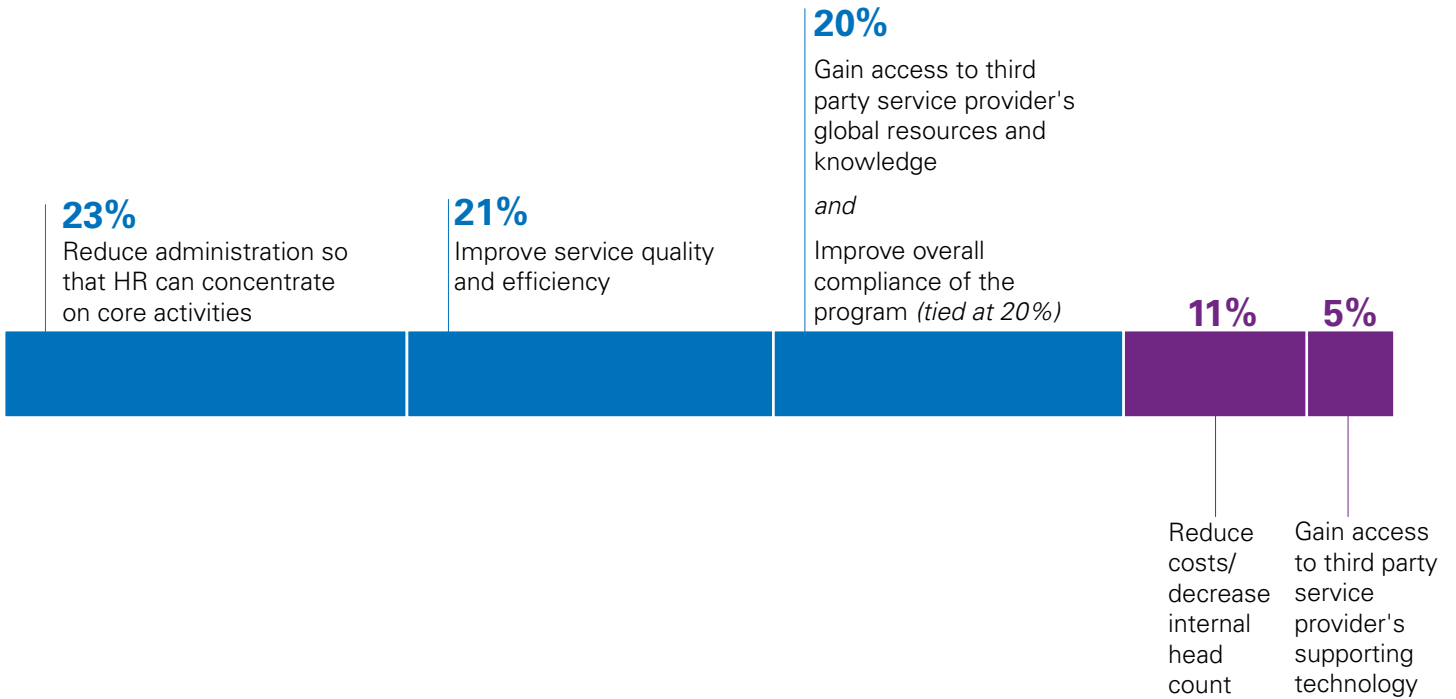 23%
Reduce administration so
that HR can concentrate
on core activities
21%
Improve service quality
and efficiency
20%
Gain access to third
party service provider's
global resources and
knowledge
and
Improve overall
compliance of the
program (tied at 20%)
11%
Reduce
costs/
decrease
internal
head
count
5%
Gain access
to third party
service
provider's
supporting
technology